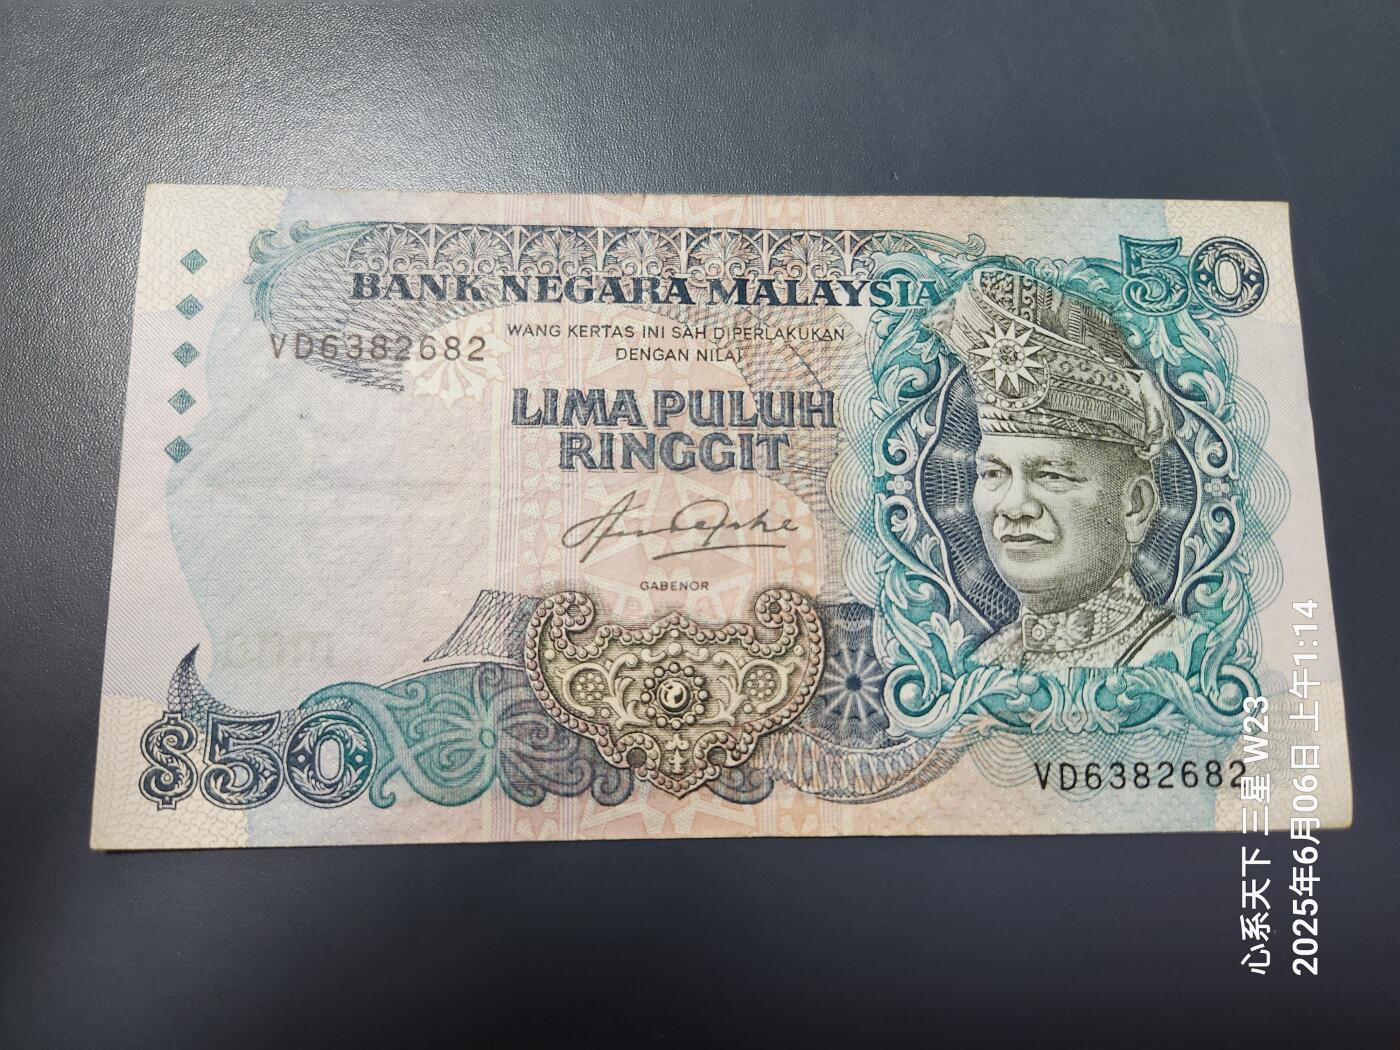 50
BANK NEGARA MALAYSIA
WANG KERTAS INI SAH DIPERLAKUKAN
DENGAN NILAI
VD6382682
LIMA PULUH
RINGGIT
GABENOR
$50
VD6382682
心系天下 三星 W23
2025年6月06日 上午1:14